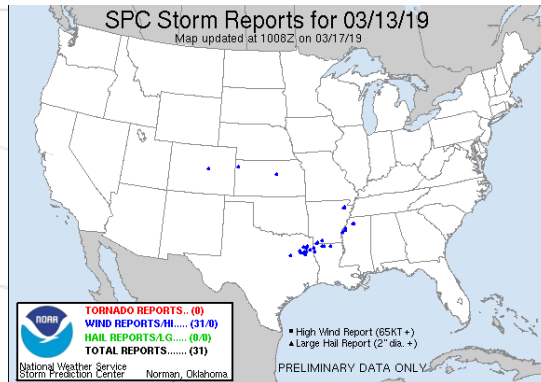 SPC Storm Reports for 03/13/19
Map updated at 1008Z on 03/17/19
NOAA
TORNADO REPORTS.. (0)
WIND REPORTS/HI..... (31/0)
HAIL REPORTS/LG..... (0/0)
TOTAL REPORTS....... (31)
National Weather Service
Storm Prediction Center Norman, Oklahoma
■ High Wind Report (65KT +)
▲ Large Hail Report (2" dia. +)
PRELIMINARY DATA ONLY